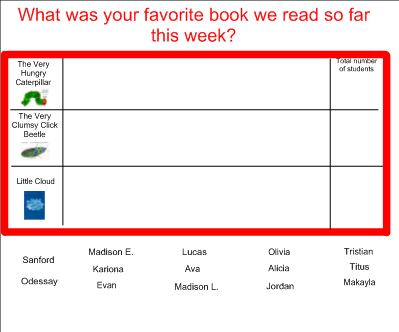 What was your favorite book we read so far
this week?
The Very
Hungry
Caterpillar
Total number
of students
The Very
Clumsy Click
Beetle
Little Cloud
Sanford
Madison E.
Lucas
Olivia
Tristian
Kariona
Ava
Alicia
Titus
Odessay
Evan
Madison L.
Jordan
Makayla